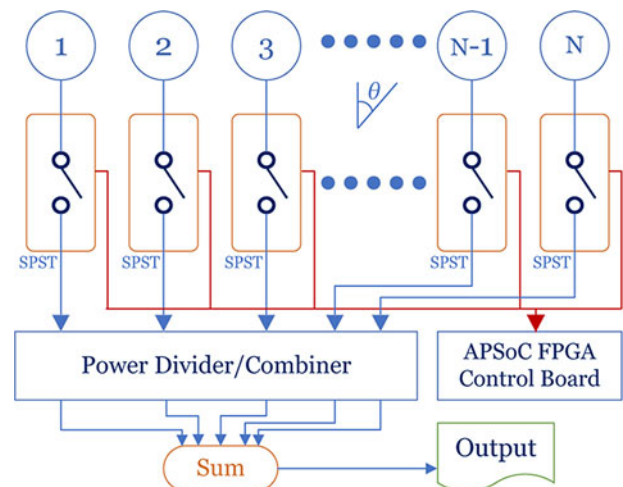 1 2 3 N-1 N
θ
SPST SPST SPST SPST SPST
Power Divider/Combiner
APSoC FPGA
Control Board
Sum
Output